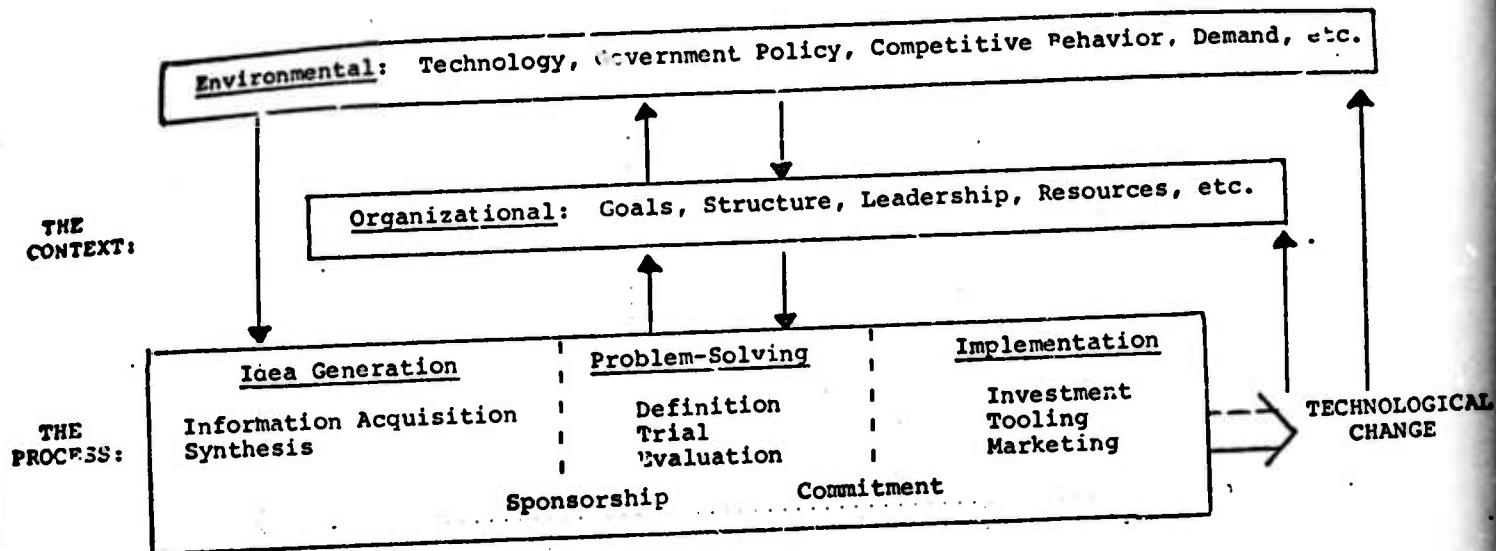 Environmental: Technology, Government Policy, Competitive Behavior, Demand, etc.
THE
CONTEXT:
Organizational: Goals, Structure, Leadership, Resources, etc.
THE
PROCESS:
Idea Generation
Information Acquisition
Synthesis
Problem-Solving
Definition
Trial
Evaluation
Implementation
Investment
Tooling
Marketing
Sponsorship
Commitment
TECHNOLOGICAL
CHANGE